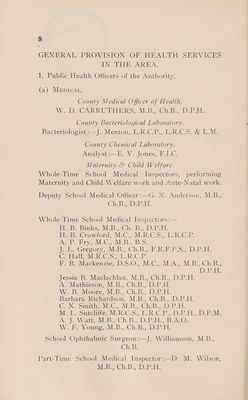 8
GENERAL PROVISION OF HEALTH SERVICES
IN THE AREA.
1. Public Health Officers of the Authority.
(a) MEDICAL.
County Medical Officer of Health.
W. D. CARRUTHERS, M.B., Ch.B., D.P.H.
County Bacteriological Laboratory.
Bacteriologist:—J. Menton, L.R.C.P., L.R.C.S. & L.M.
County Chemical Laboratory.
Analyst:—E. V. Jones, F.I.C.
Maternity & Child Welfare.
Whole-Time School Medical Inspectors, performing
Maternity and Child Welfare work and Ante-Natal work.
Deputy School Medical Officer:—G. N. Anderson, M.B.,
Ch.B., D.P.H.
Whole-Time School Medical Inspectors:—
H. B. Binks, M.B., Ch. B., D.P.H.
H. B. Crawford, M.C., M.R.C.S., L.R.C.P.
A. P. Fry, M.C., M.B., B.S.
J. L. Gregory, M.B., Ch.B., F.R.F.P.S., D.P.H.
C. Hall, M.R.C.S., L.R.C.P.
F. B. Mackenzie, D.S.O., M.C., M.A., M.B., Ch.B.,
D.P.H.
Jessie B. Maclachlan, M.B., Ch.B., D.P.H.
A. Mathieson, M.B., Ch.B., D.P.H.
W. B. Moore, M.B., Ch.B., D.P.H.
Barbara Richardson, M.B., Ch.B., D.P.H.
C. N. Smith, M.C., M.B., Ch.B., D.P.H.
M. L. Sutcliffe, M.R.C.S., L.R.C.P., D.P.H., D.P.M.
A. J. Watt, M.B., Ch.B., D.P.H., B.A.O.
W. F. Young, M.B., Ch.B., D.P.H.
School Ophthalmic Surgeon:—J. Williamson, M.B.,
Ch.B.
Part-Time School Medical Inspector:—D. M. Wilson,
M.B., Ch.B., D.P.H.